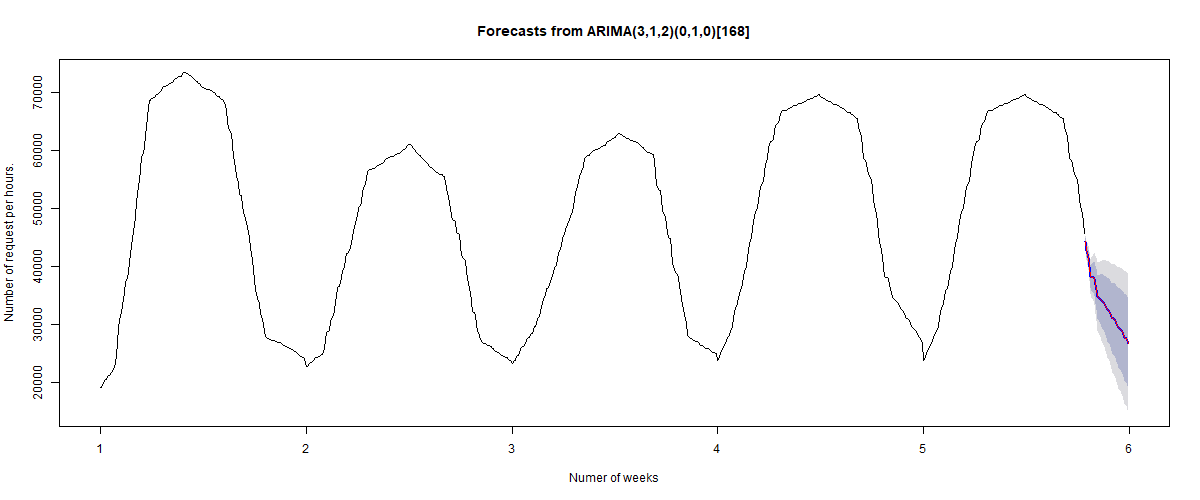 Forecasts from ARIMA(3,1,2)(0,1,0)[168]
Number of request per hours.
70000
60000
50000
40000
30000
20000
1 2 3 4 5 6
Numer of weeks